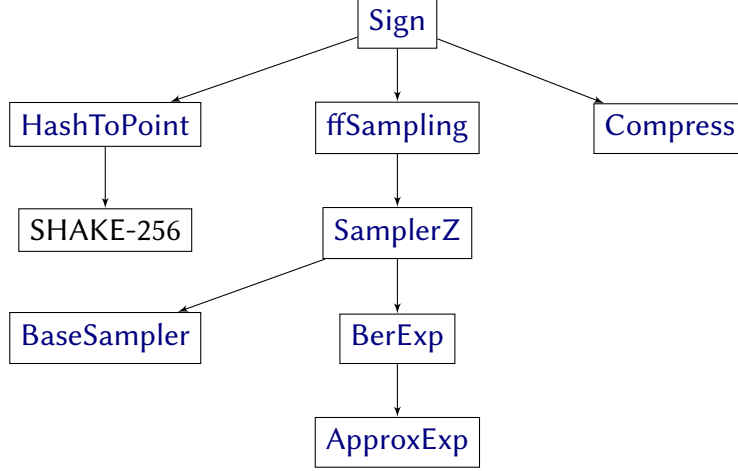 Sign
HashToPoint
ffSampling
Compress
SHAKE-256
SamplerZ
BaseSampler
BerExp
ApproxExp